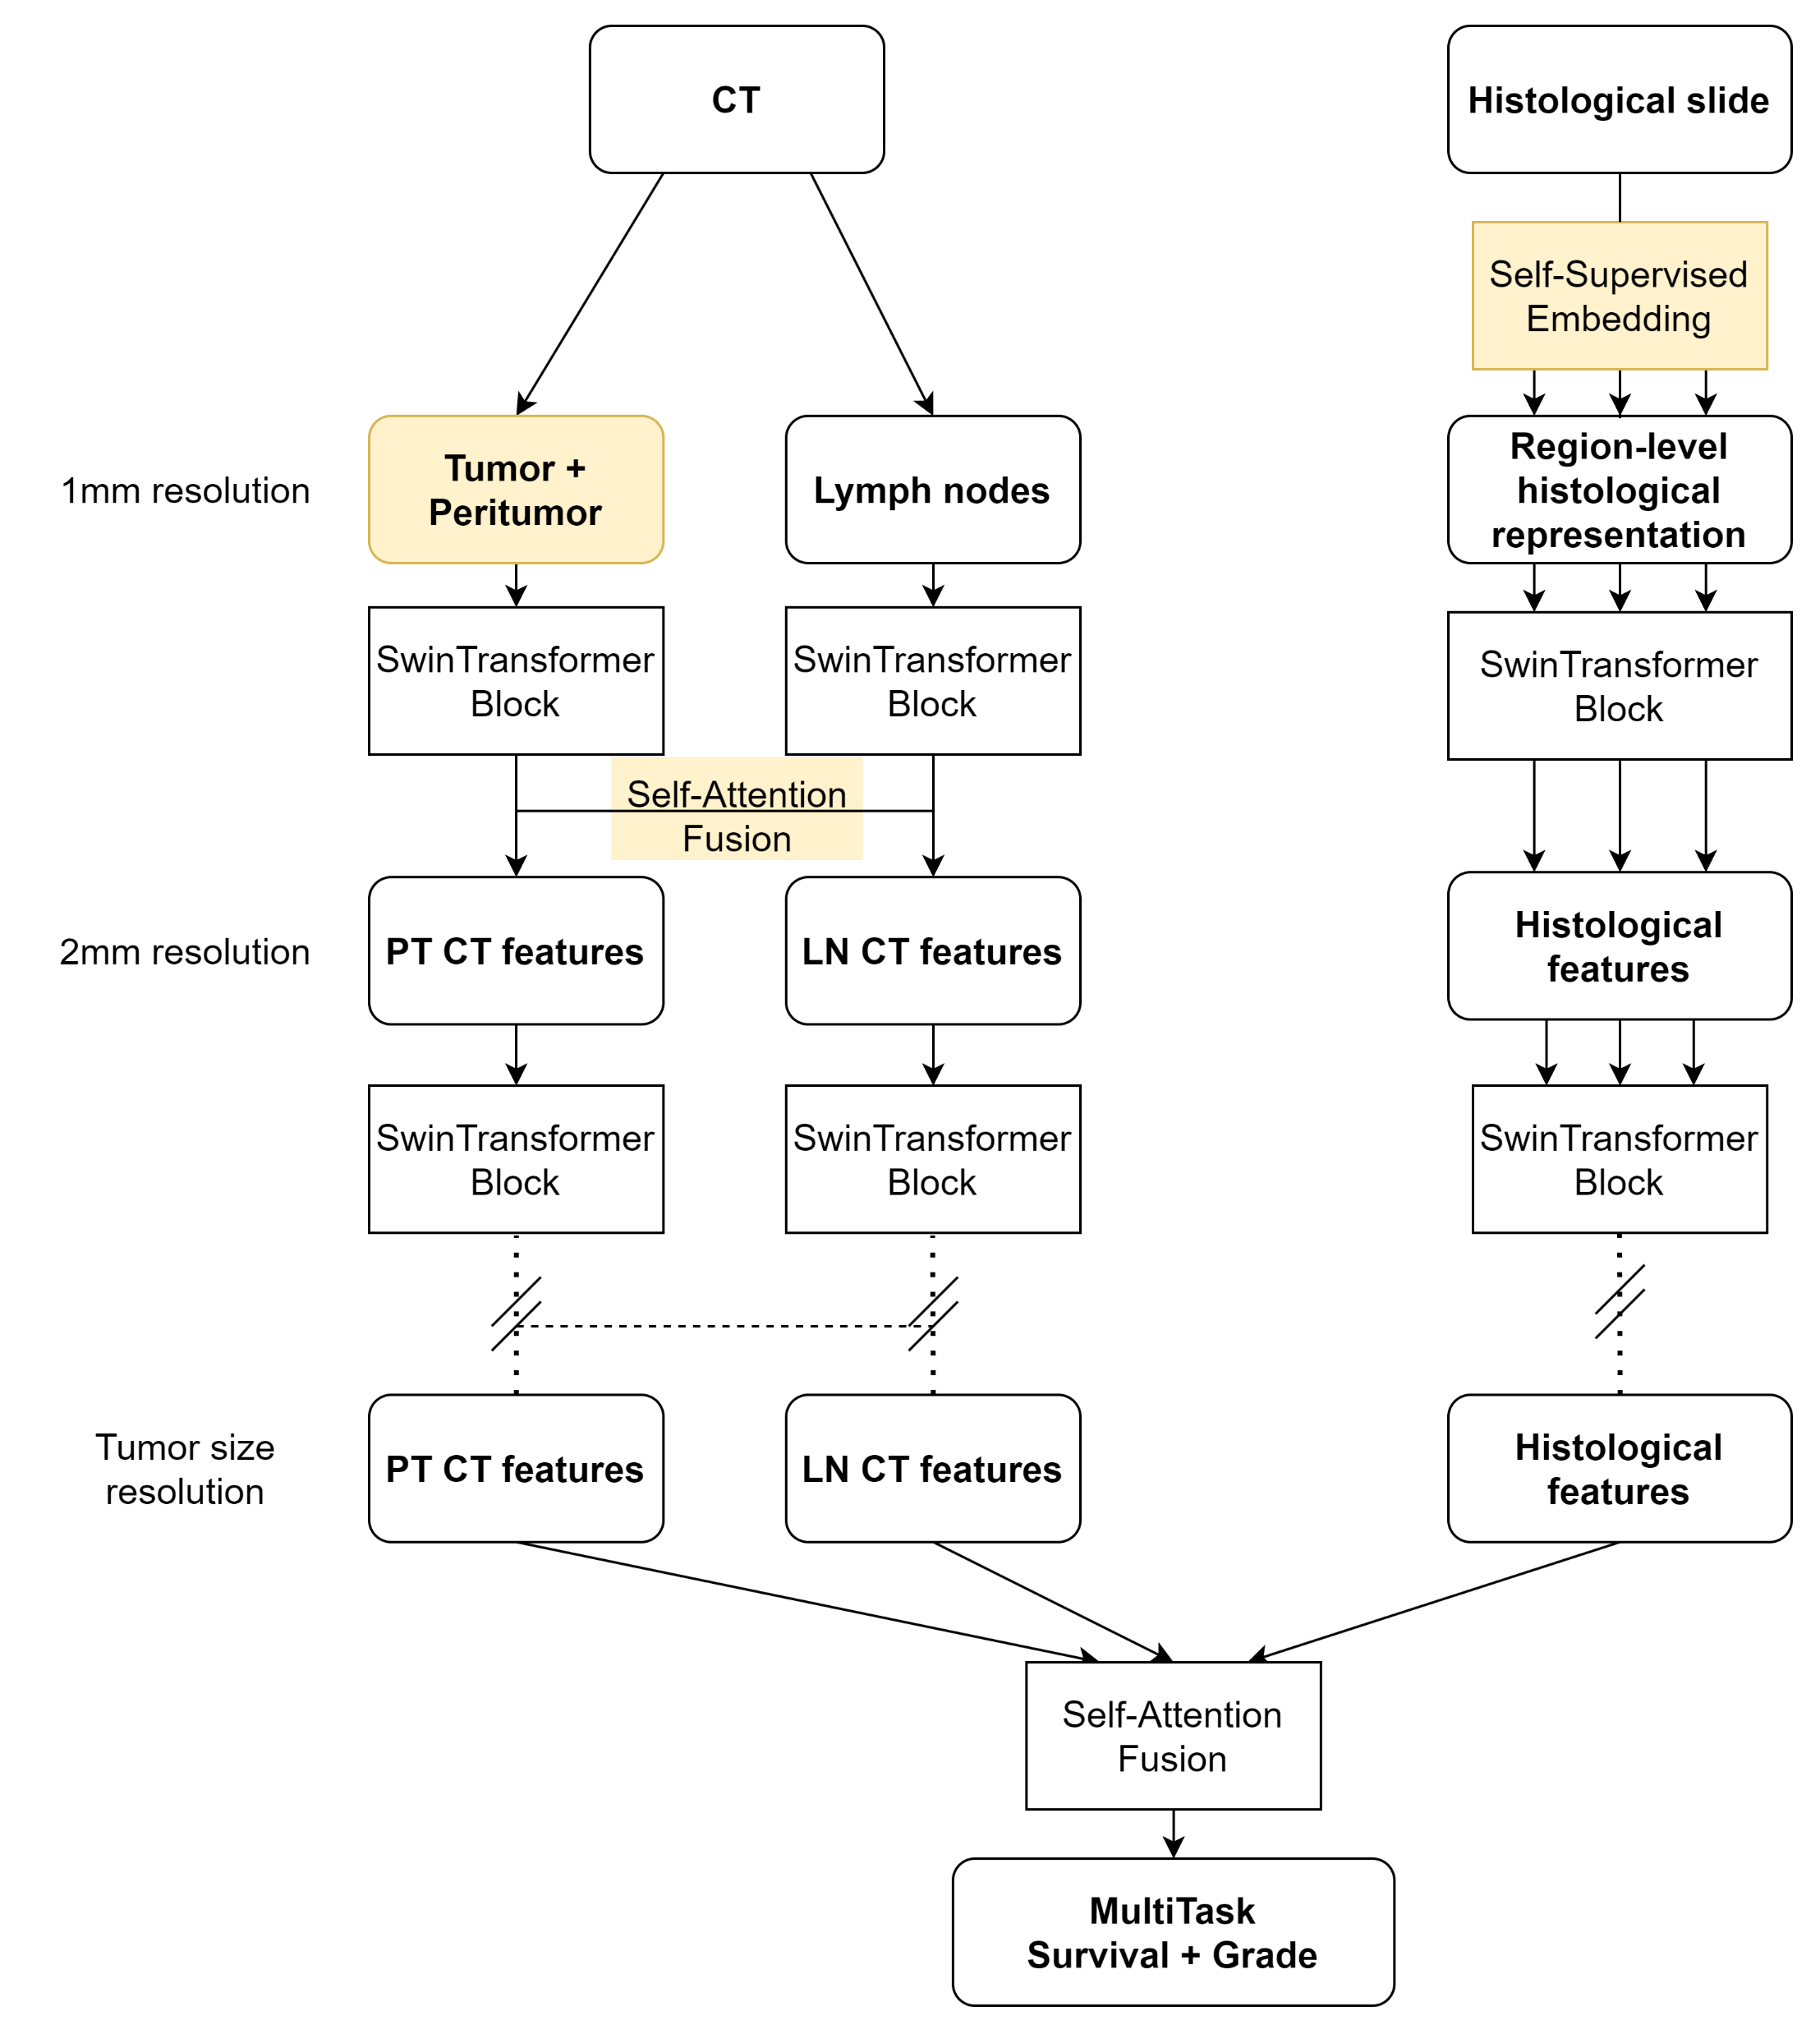 CT
Histological slide
Self-Supervised
Embedding
1mm resolution
Tumor +
Peritumor
Lymph nodes
Region-level
histological
representation
SwinTransformer
Block
SwinTransformer
Block
SwinTransformer
Block
Self-Attention
Fusion
2mm resolution
PT CT features
LN CT features
Histological
features
SwinTransformer
Block
SwinTransformer
Block
SwinTransformer
Block
Tumor size
resolution
PT CT features
LN CT features
Histological
features
Self-Attention
Fusion
MultiTask
Survival + Grade